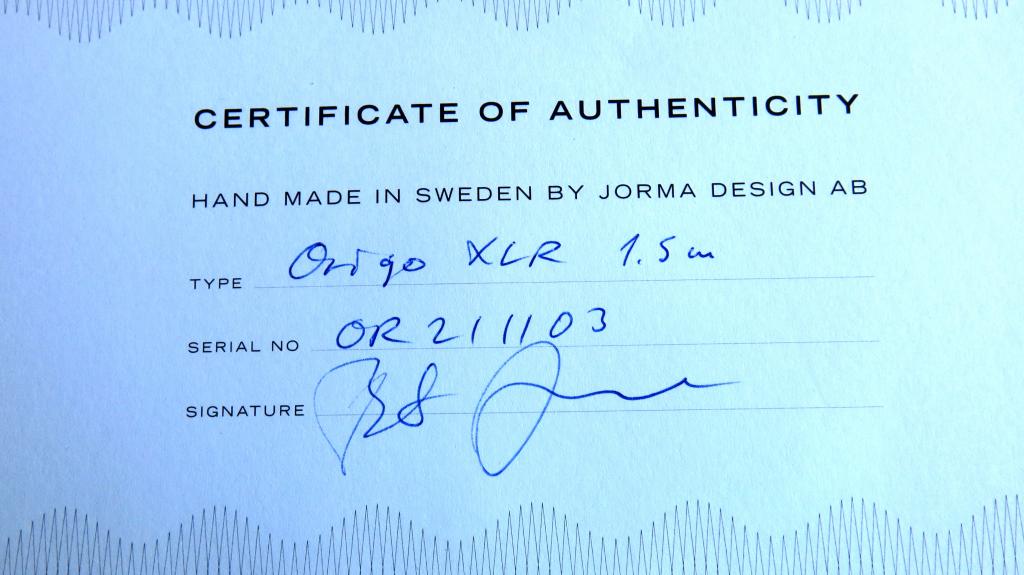 CERTIFICATE OF AUTHENTICITY
HAND MADE IN SWEDEN BY JORMA DESIGN AB
TYPE Origo XLR 1.5 m
SERIAL NO OR 211103
SIGNATURE